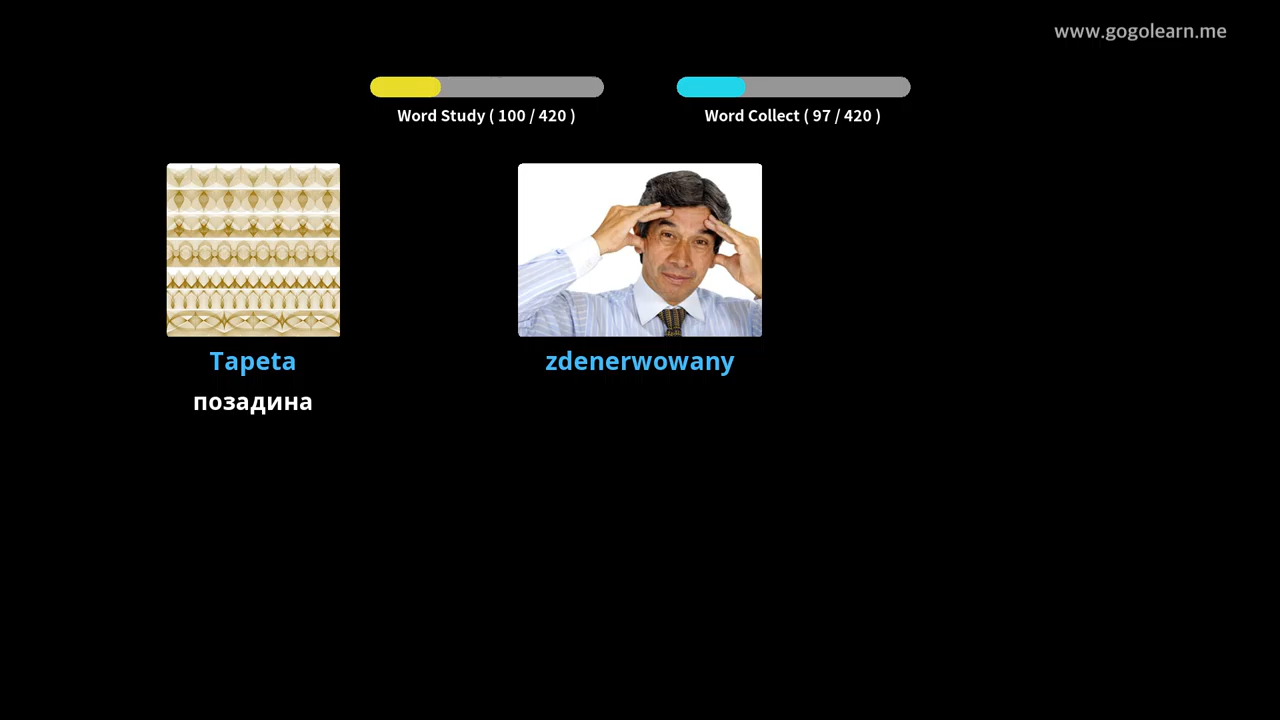 www.gogolearn.me
Word Study ( 100 / 420 )
Word Collect ( 97 / 420 )
Tapeta
позадина
zdenerwowany